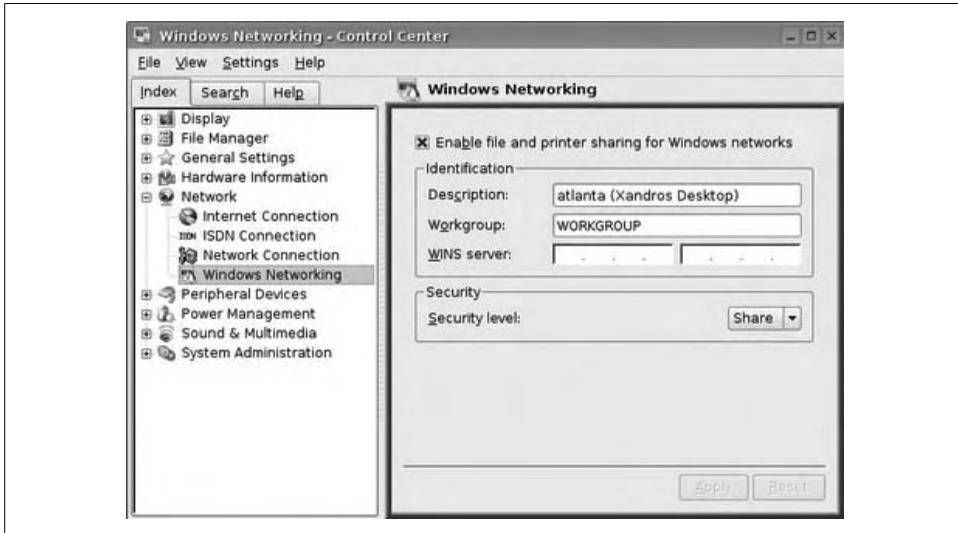 Windows Networking - Control Center
File View Settings Help
Index Search Help
Windows Networking
Display
File Manager
General Settings
Hardware Information
Network
Internet Connection
ISDN Connection
Network Connection
Windows Networking
Peripheral Devices
Power Management
Sound & Multimedia
System Administration
Enable file and printer sharing for Windows networks
Identification
Description: atlanta (Xandros Desktop)
Workgroup: WORKGROUP
WINS server: . . . . . .
Security
Security level: Share
Apply Reset